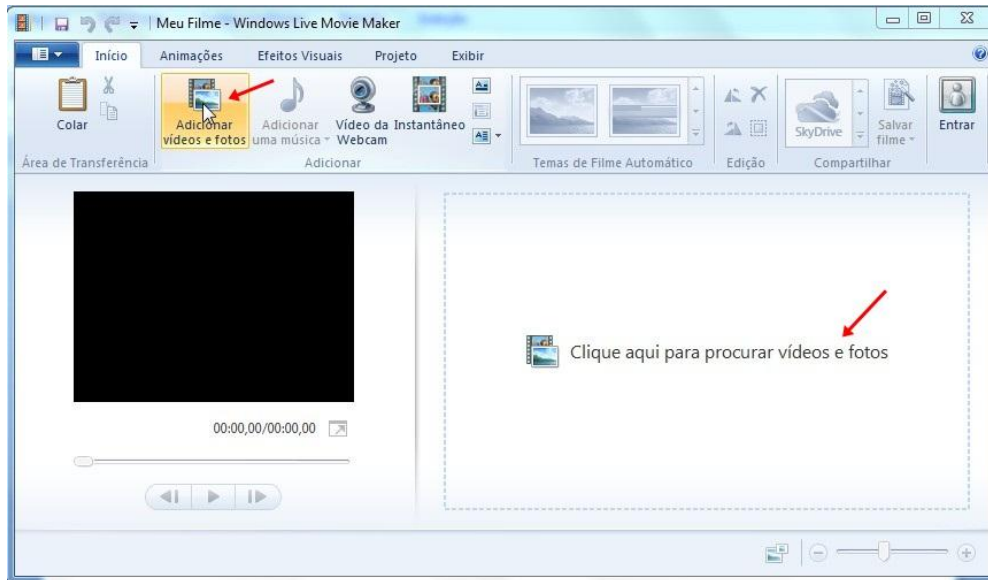 Meu Filme - Windows Live Movie Maker
Início Animações Efeitos Visuais Projeto Exibir
Colar
Adicionar vídeos e fotos
Adicionar uma música
Vídeo da Webcam
Instantâneo
SkyDrive
Salvar filme
Entrar
Área de Transferência Adicionar Temas de Filme Automático Edição Compartilhar
Clique aqui para procurar vídeos e fotos
00:00,00/00:00,00